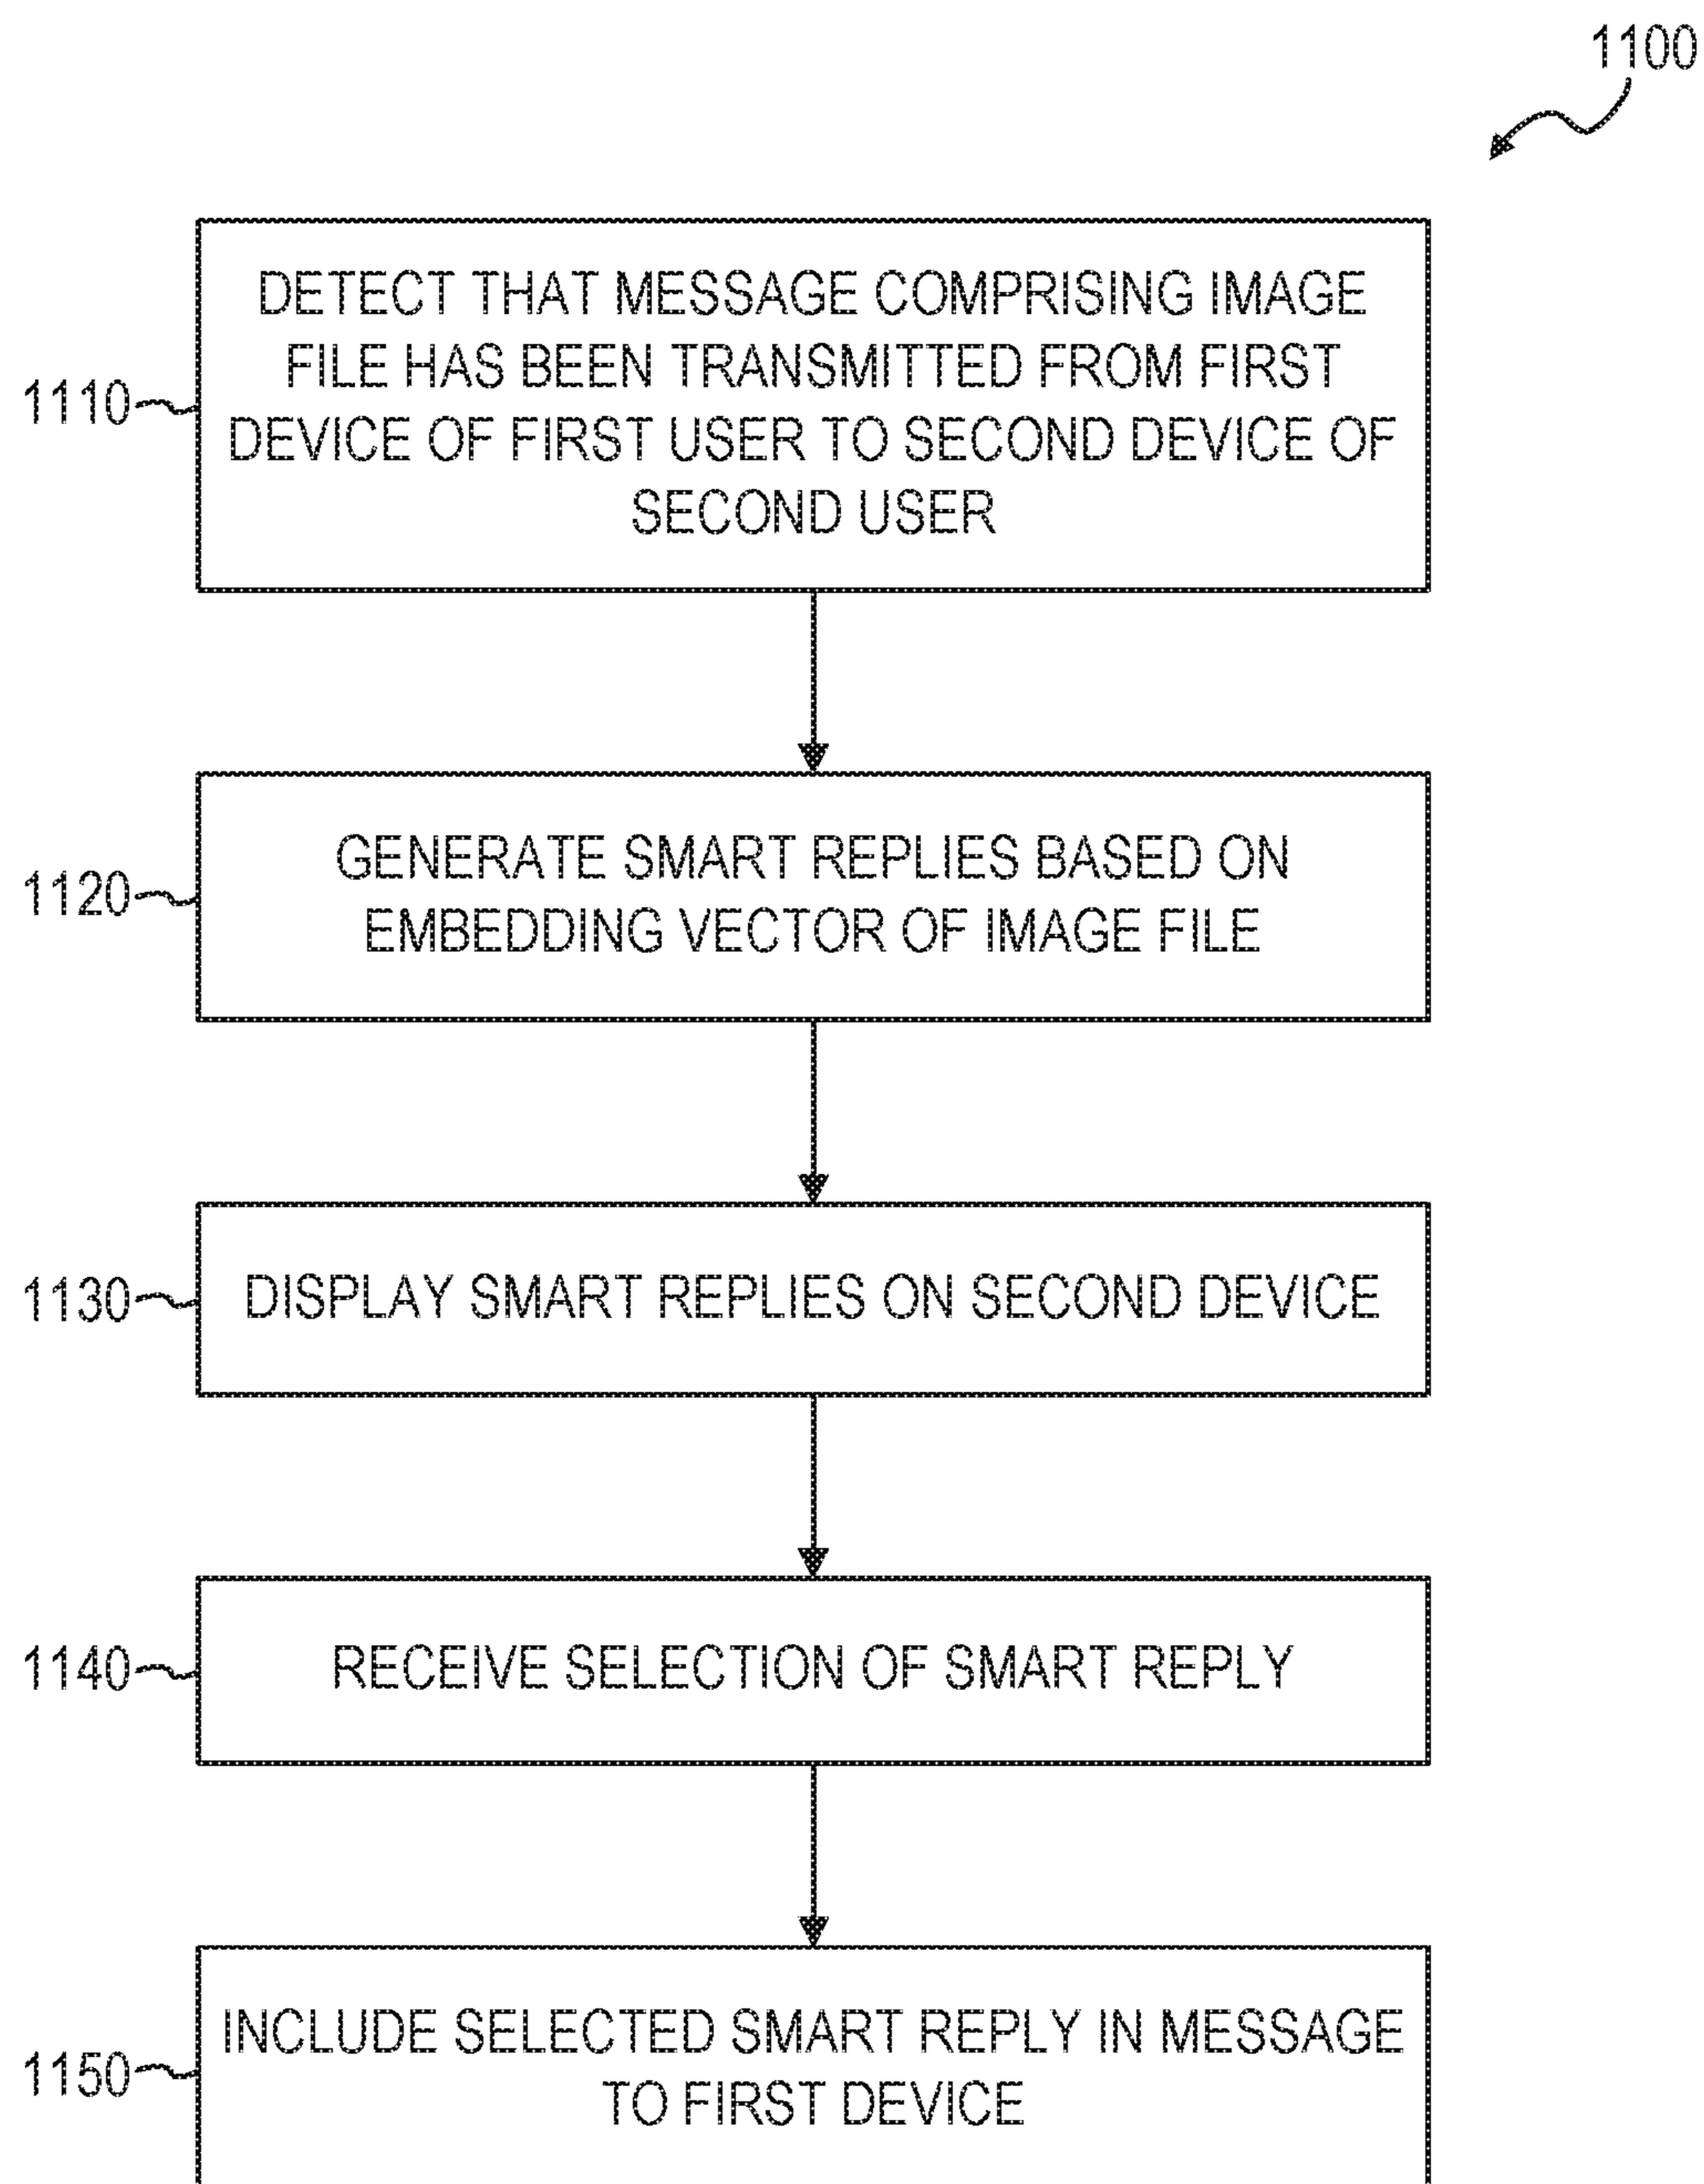 1100
DETECT THAT MESSAGE COMPRISING IMAGE
FILE HAS BEEN TRANSMITTED FROM FIRST
DEVICE OF FIRST USER TO SECOND DEVICE OF
SECOND USER
1110
GENERATE SMART REPLIES BASED ON
EMBEDDING VECTOR OF IMAGE FILE
1120
DISPLAY SMART REPLIES ON SECOND DEVICE
1130
RECEIVE SELECTION OF SMART REPLY
1140
INCLUDE SELECTED SMART REPLY IN MESSAGE
TO FIRST DEVICE
1150